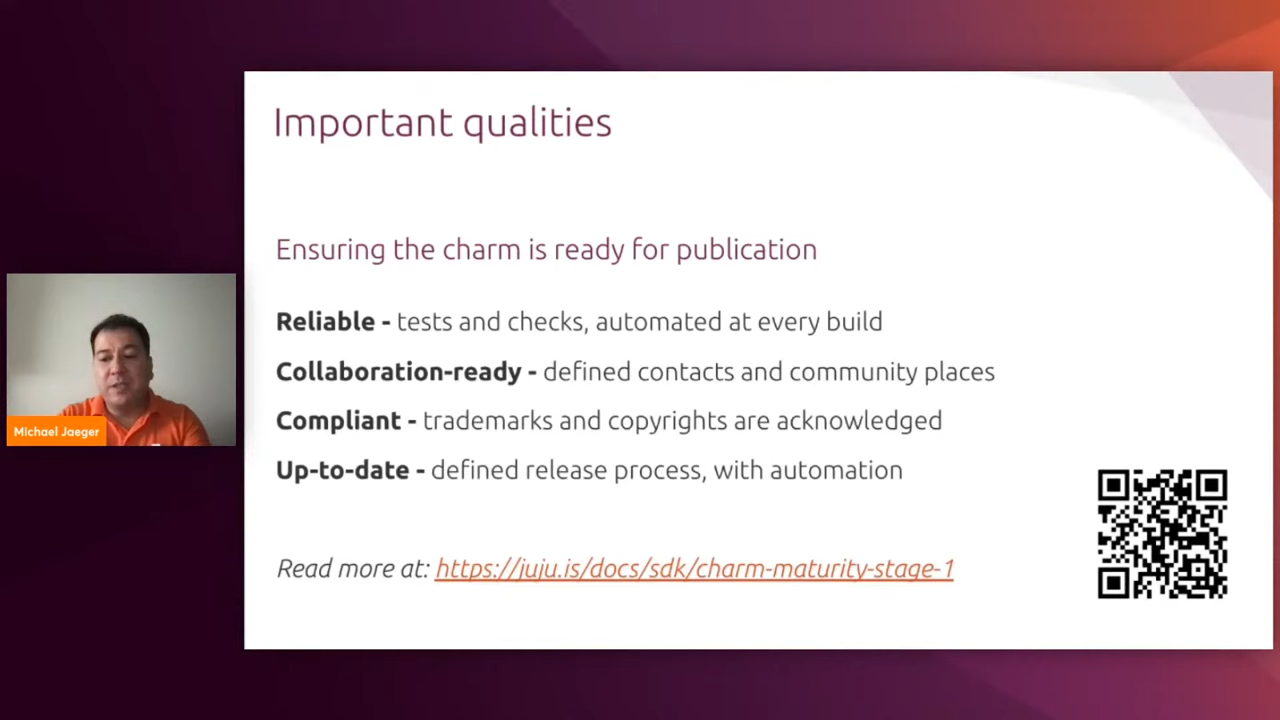 Important qualities
Ensuring the charm is ready for publication
Reliable - tests and checks, automated at every build
Collaboration-ready - defined contacts and community places
Compliant - trademarks and copyrights are acknowledged
Up-to-date - defined release process, with automation
Read more at: https://juju.is/docs/sdk/charm-maturity-stage-1
Michael Jaeger